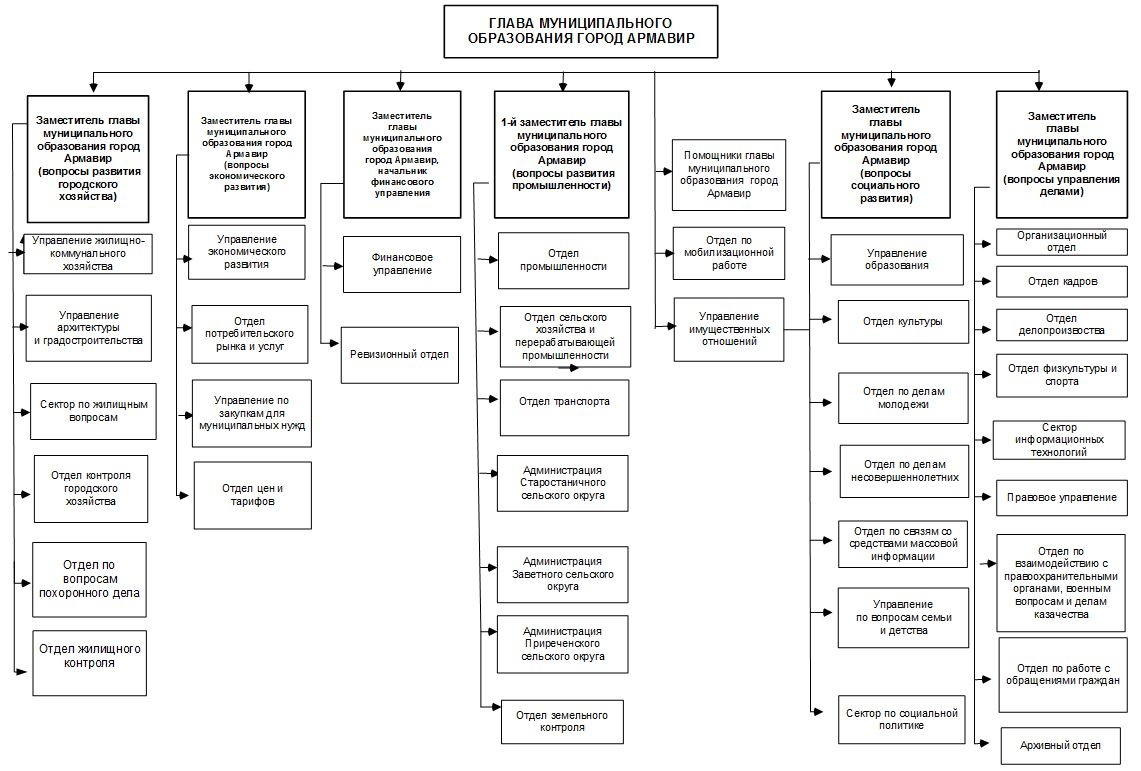 ГЛАВА МУНИЦИПАЛЬНОГО
ОБРАЗОВАНИЯ ГОРОД АРМАВИР
Заместитель главы
муниципального
образования город
Армавир
(вопросы развития
городского
хозяйства)
Управление жилищно-
коммунального
хозяйства
Управление
архитектуры
и градостроительства
Сектор по жилищным
вопросам
Отдел контроля
городского
хозяйства
Отдел по
вопросам
похоронного дела
Отдел жилищного
контроля
Заместитель главы
муниципального
образования город
Армавир
(вопросы
экономического
развития)
Управление
экономического
развития
Отдел
потребительского
рынка и услуг
Управление по
закупкам для
муниципальных нужд
Отдел цен и
тарифов
Заместитель
главы
муниципального
образования
город Армавир,
начальник
финансового
управления
Финансовое
управление
Ревизионный отдел
1-й заместитель главы
муниципального
образования город
Армавир
(вопросы развития
промышленности)
Отдел
промышленности
Отдел сельского
хозяйства и
перерабатывающей
промышленности
Отдел транспорта
Администрация
Старостаничного
сельского округа
Администрация
Заветного сельского
округа
Администрация
Приреченского
сельского округа
Отдел земельного
контроля
Помощники главы
муниципального
образования город
Армавир
Отдел по
мобилизационной
работе
Управление
имущественных
отношений
Заместитель
главы
муниципального
образования город
Армавир
(вопросы
социального
развития)
Управление
образования
Отдел культуры
Отдел по делам
молодежи
Отдел по делам
несовершеннолетних
Отдел по связям со
средствами массовой
информации
Управление
по вопросам семьи
и детства
Сектор по социальной
политике
Заместитель
главы
муниципального
образования город
Армавир
(вопросы управления
делами)
Организационный
отдел
Отдел кадров
Отдел
делопроизвоства
Отдел физкультуры и
спорта
Сектор
информационных
технологий
Правовое управление
Отдел по
взаимодействию с
правоохранительными
органами, военным
вопросам и делам
казачества
Отдел по работе с
обращениями граждан
Архивный отдел